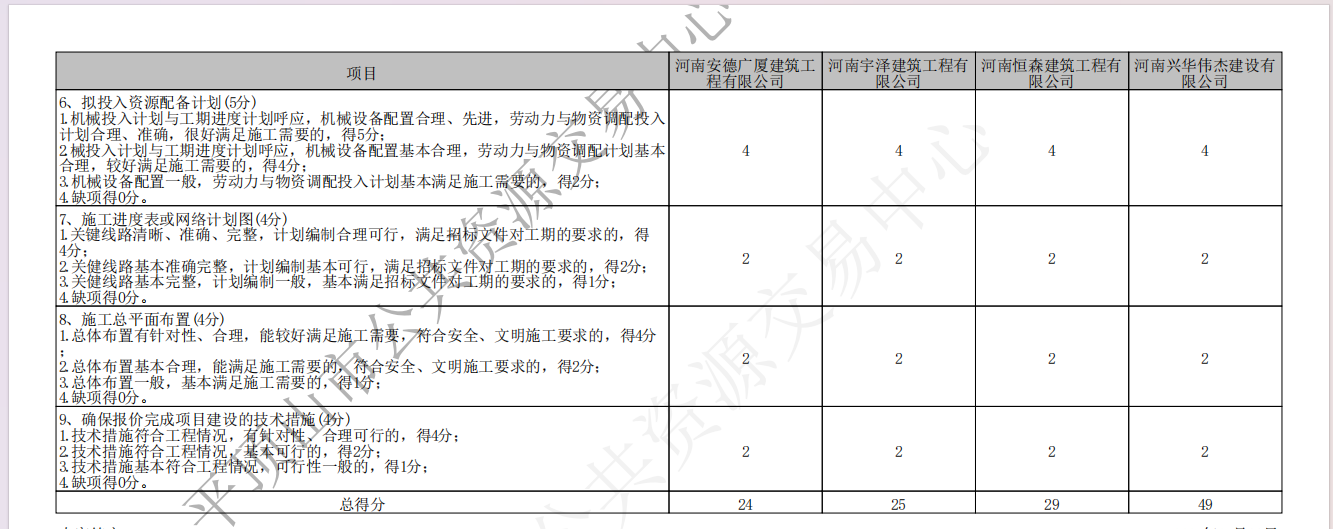 项目
河南安德广厦建筑工
程有限公司
河南宇泽建筑工程有
限公司
河南恒森建筑工程有
限公司
河南兴华伟杰建设有
限公司
6、拟投入资源配备计划(5分)
1.机械投入计划与工期进度计划呼应，机械设备配置合理、先进，劳动力与物资调配投入
计划合理、准确，很好满足施工需要的，得5分；
2.械投入计划与工期进度计划呼应，机械设备配置基本合理，劳动力与物资调配计划基本
合理，较好满足施工需要的，得4分；
3.机械设备配置一般，劳动力与物资调配投入计划基本满足施工需要的，得2分；
4.缺项得0分。
4
4
4
4
7、施工进度表或网络计划图(4分)
1.关键线路清晰、准确、完整，计划编制合理可行，满足招标文件对工期的要求的，得
4分；
2.关健线路基本准确完整，计划编制基本可行，满足招标文件对工期的要求的，得2分；
3.关健线路基本完整，计划编制一般，基本满足招标文件对工期的要求的，得1分；
4.缺项得0分。
2
2
2
2
8、施工总平面布置(4分)
1.总体布置有针对性、合理，能较好满足施工需要，符合安全、文明施工要求的，得4分
；
2.总体布置基本合理，能满足施工需要的，符合安全、文明施工要求的，得2分；
3.总体布置一般，基本满足施工需要的，得1分；
4.缺项得0分。
2
2
2
2
9、确保报价完成项目建设的技术措施(4分)
1.技术措施符合工程情况，有针对性、合理可行的，得4分；
2.技术措施符合工程情况，基本可行的，得2分；
3.技术措施基本符合工程情况，可行性一般的，得1分；
4.缺项得0分。
2
2
2
2
总得分
24
25
29
49
平顶山市公共资源交易中心
公共资源交易中心